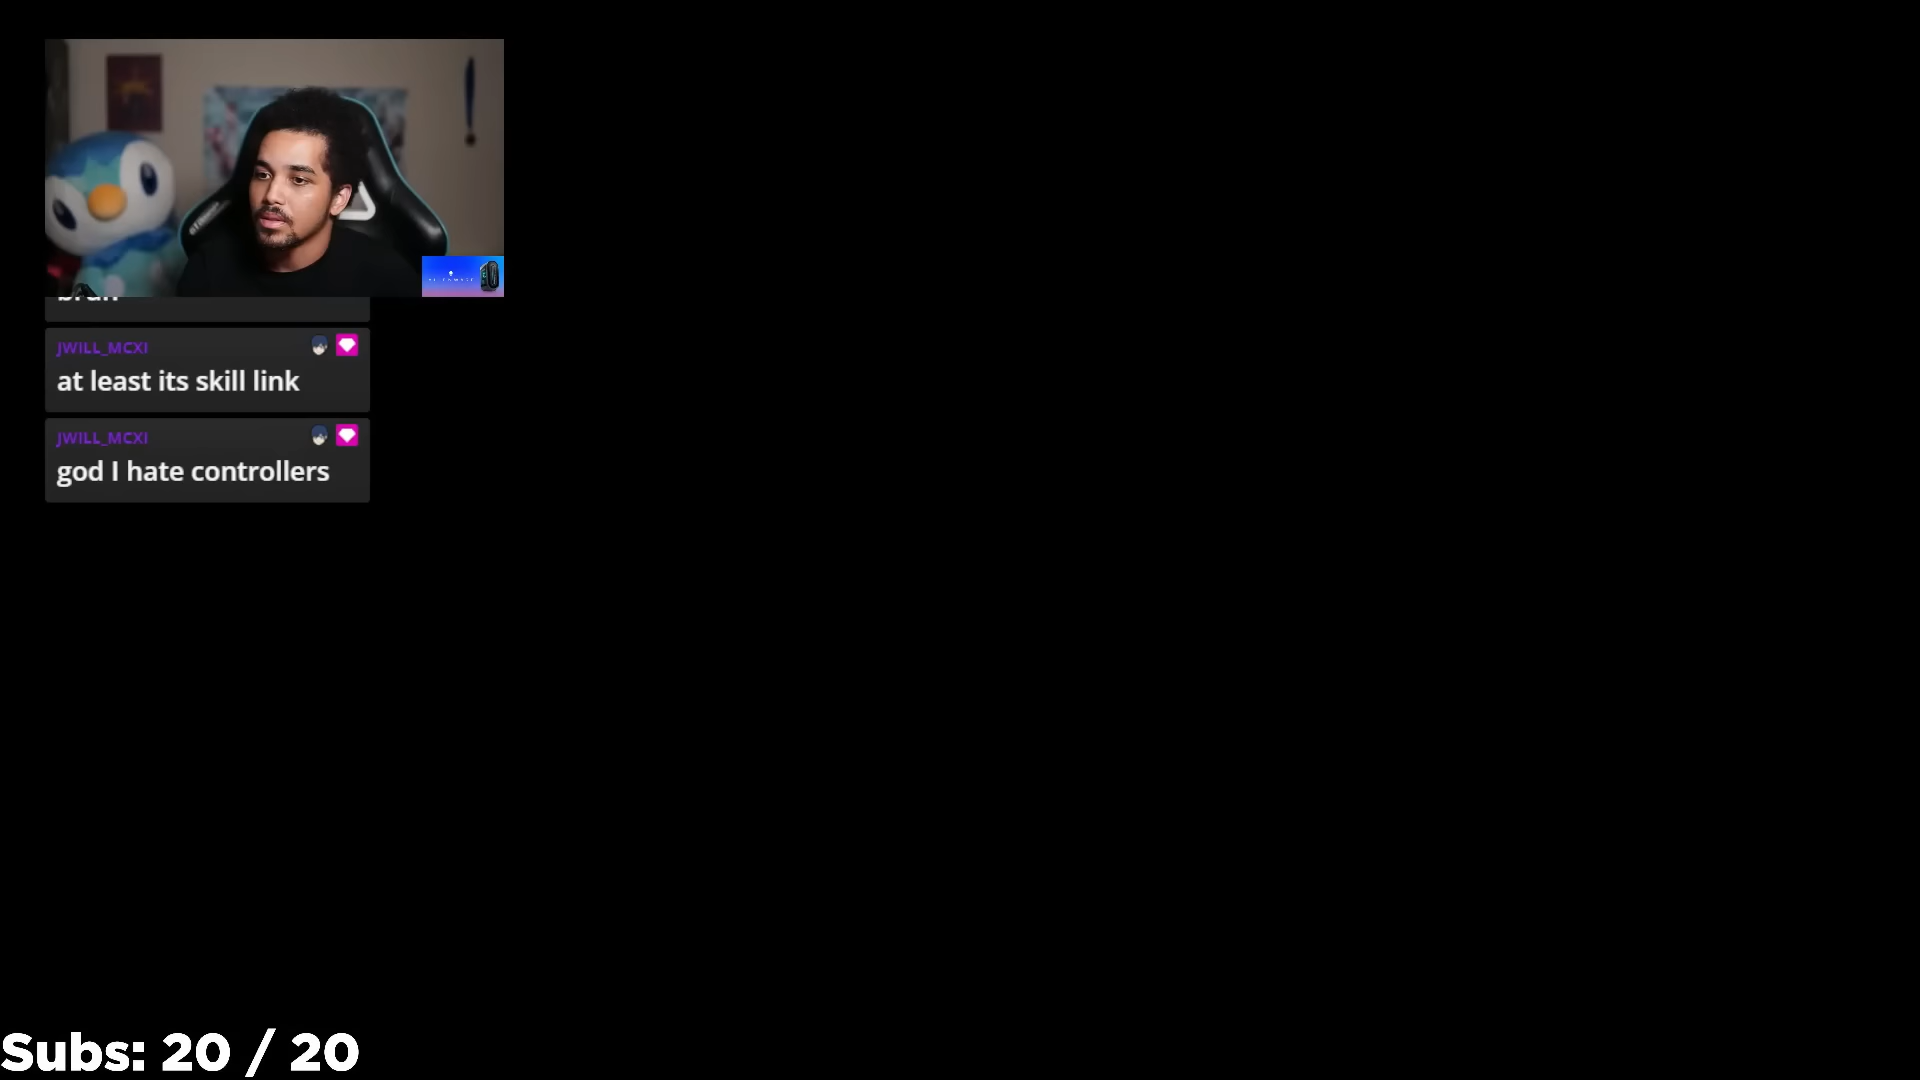 JWILL_MCXI
at least its skill link
JWILL_MCXI
god I hate controllers
Subs: 20 / 20